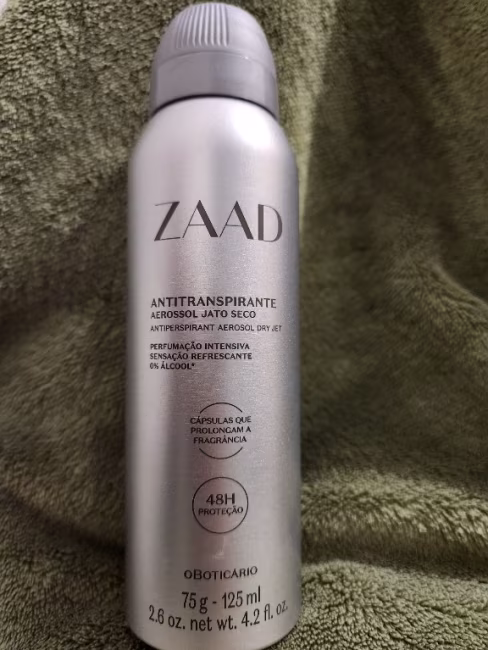 ZAAD
ANTITRANSPIRANTE
AEROSSOL JATO SECO
ANTIPERSPIRANT AEROSOL DRY JET
PERFUMAÇÃO INTENSIVA
SENSAÇÃO REFRESCANTE
0% ÁLCOOL*
CÁPSULAS QUE
PROLONGAM A
FRAGRÂNCIA
48H
PROTEÇÃO
oBOTICÁRIO
75 g - 125 ml
2.6 oz. net wt. 4.2 fl. oz.